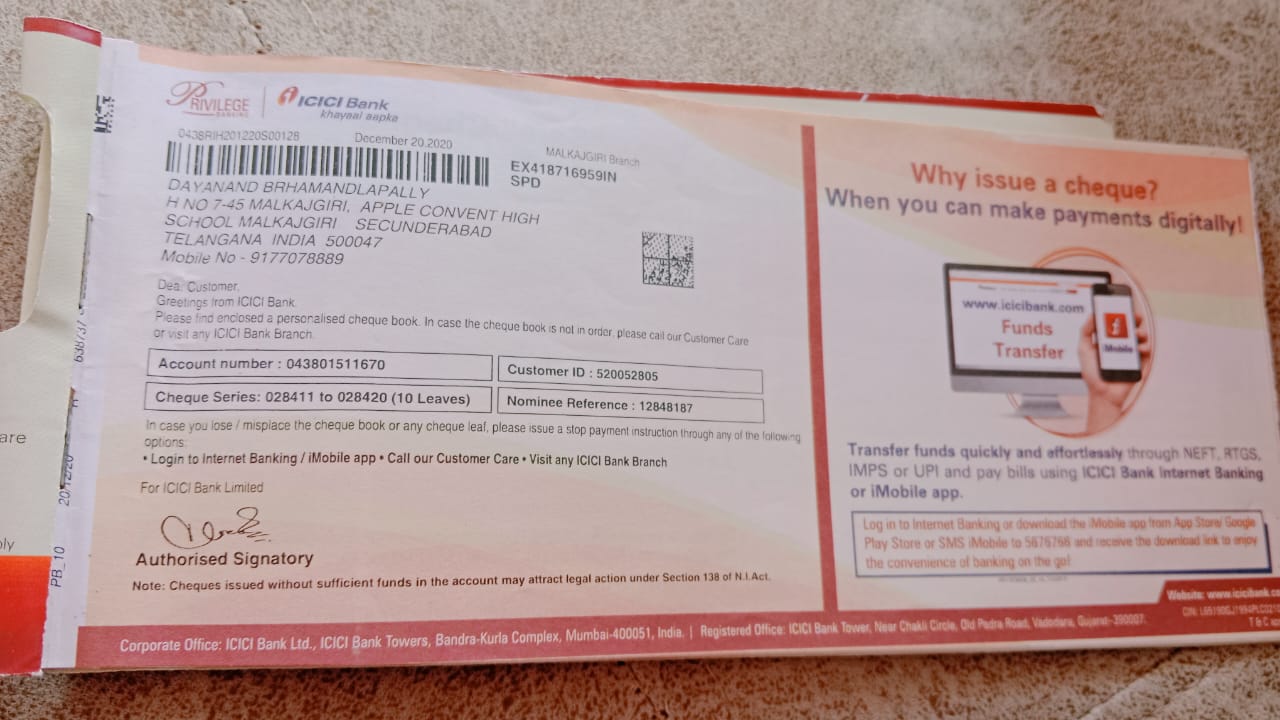 PRIVILEGE
BANKING
ICICI Bank
khayaal aapka
0438RIH201220S00128 December 20,2020
MALKAJGIRI Branch
EX418716959IN
SPD
DAYANAND BRHAMANDLAPALLY
H NO 7-45 MALKAJGIRI, APPLE CONVENT HIGH
SCHOOL MALKAJGIRI SECUNDERABAD
TELANGANA INDIA 500047
Mobile No - 9177078889
Dear Customer,
Greetings from ICICI Bank.
Please find enclosed a personalised cheque book. In case the cheque book is not in order, please call our Customer Care
or visit any ICICI Bank Branch.
Account number : 043801511670
Customer ID : 520052805
Cheque Series: 028411 to 028420 (10 Leaves)
Nominee Reference : 12848187
In case you lose / misplace the cheque book or any cheque leaf, please issue a stop payment instruction through any of the following
options:
• Login to Internet Banking / iMobile app • Call our Customer Care • Visit any ICICI Bank Branch
For ICICI Bank Limited
Authorised Signatory
Note: Cheques issued without sufficient funds in the account may attract legal action under Section 138 of N.I.Act.
Why issue a cheque?
When you can make payments digitally!
www.icicibank.com
Funds
Transfer
iMobile
Transfer funds quickly and effortlessly through NEFT, RTGS,
IMPS or UPI and pay bills using ICICI Bank Internet Banking
or iMobile app.
Log in to Internet Banking or download the iMobile app from App Store/ Google
Play Store or SMS iMobile to 5676766 and receive the download link to enjoy
the convenience of banking on the go!
Website: www.icicibank.co
T & C
Corporate Office: ICICI Bank Ltd., ICICI Bank Towers, Bandra-Kurla Complex, Mumbai-400051, India. | Registered Office: ICICI Bank Tower, Near Chakli Circle, Old Padra Road, Vadodara, Gujarat-390007.
PB_10
20/12/20
are
ply